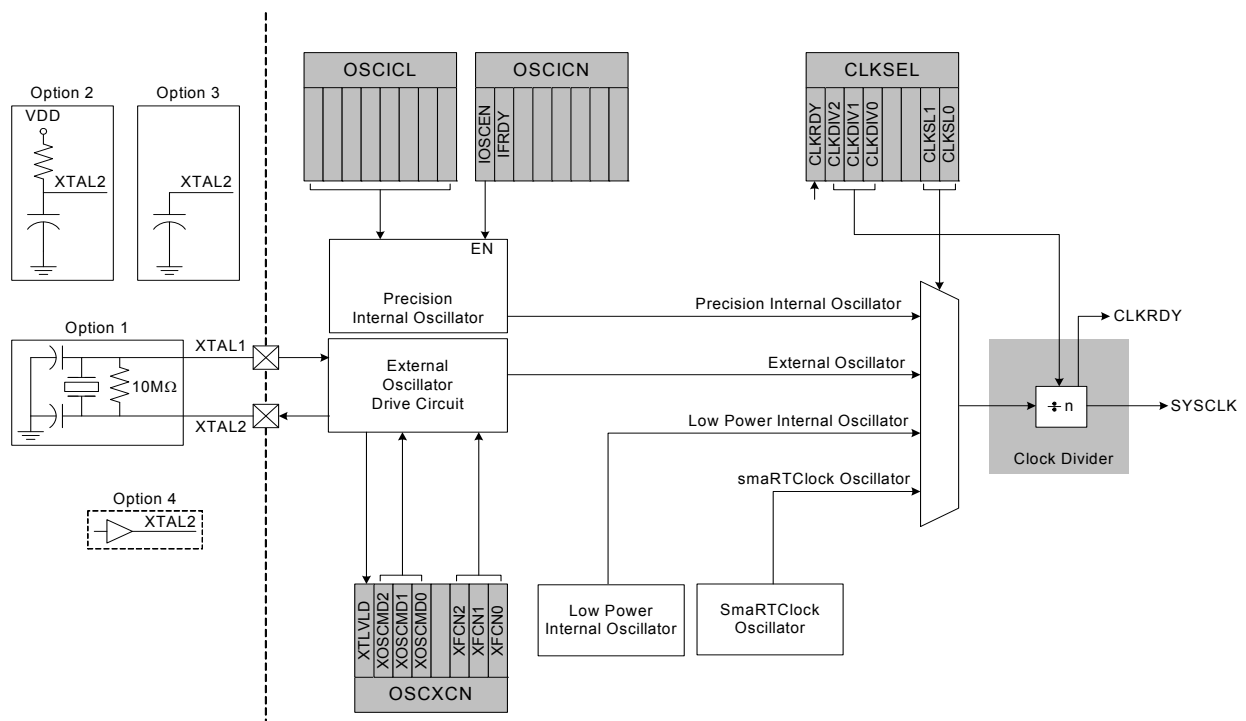 OSCICL
OSCICN
CLKSEL
IOSCEN
IFRDY
CLKRDY
CLKDIV2
CLKDIV1
CLKDIV0
CLKSL1
CLKSL0
Option 2
VDD
XTAL2
Option 3
XTAL2
EN
Precision
Internal Oscillator
Precision Internal Oscillator
CLKRDY
Option 1
10MΩ
XTAL1
XTAL2
External
Oscillator
Drive Circuit
External Oscillator
Low Power Internal Oscillator
smaRTClock Oscillator
÷ n
SYSCLK
Clock Divider
Option 4
XTAL2
XTLVLD
XOSCMD2
XOSCMD1
XOSCMD0
XFCN2
XFCN1
XFCN0
OSCXCN
Low Power
Internal Oscillator
SmaRTClock
Oscillator